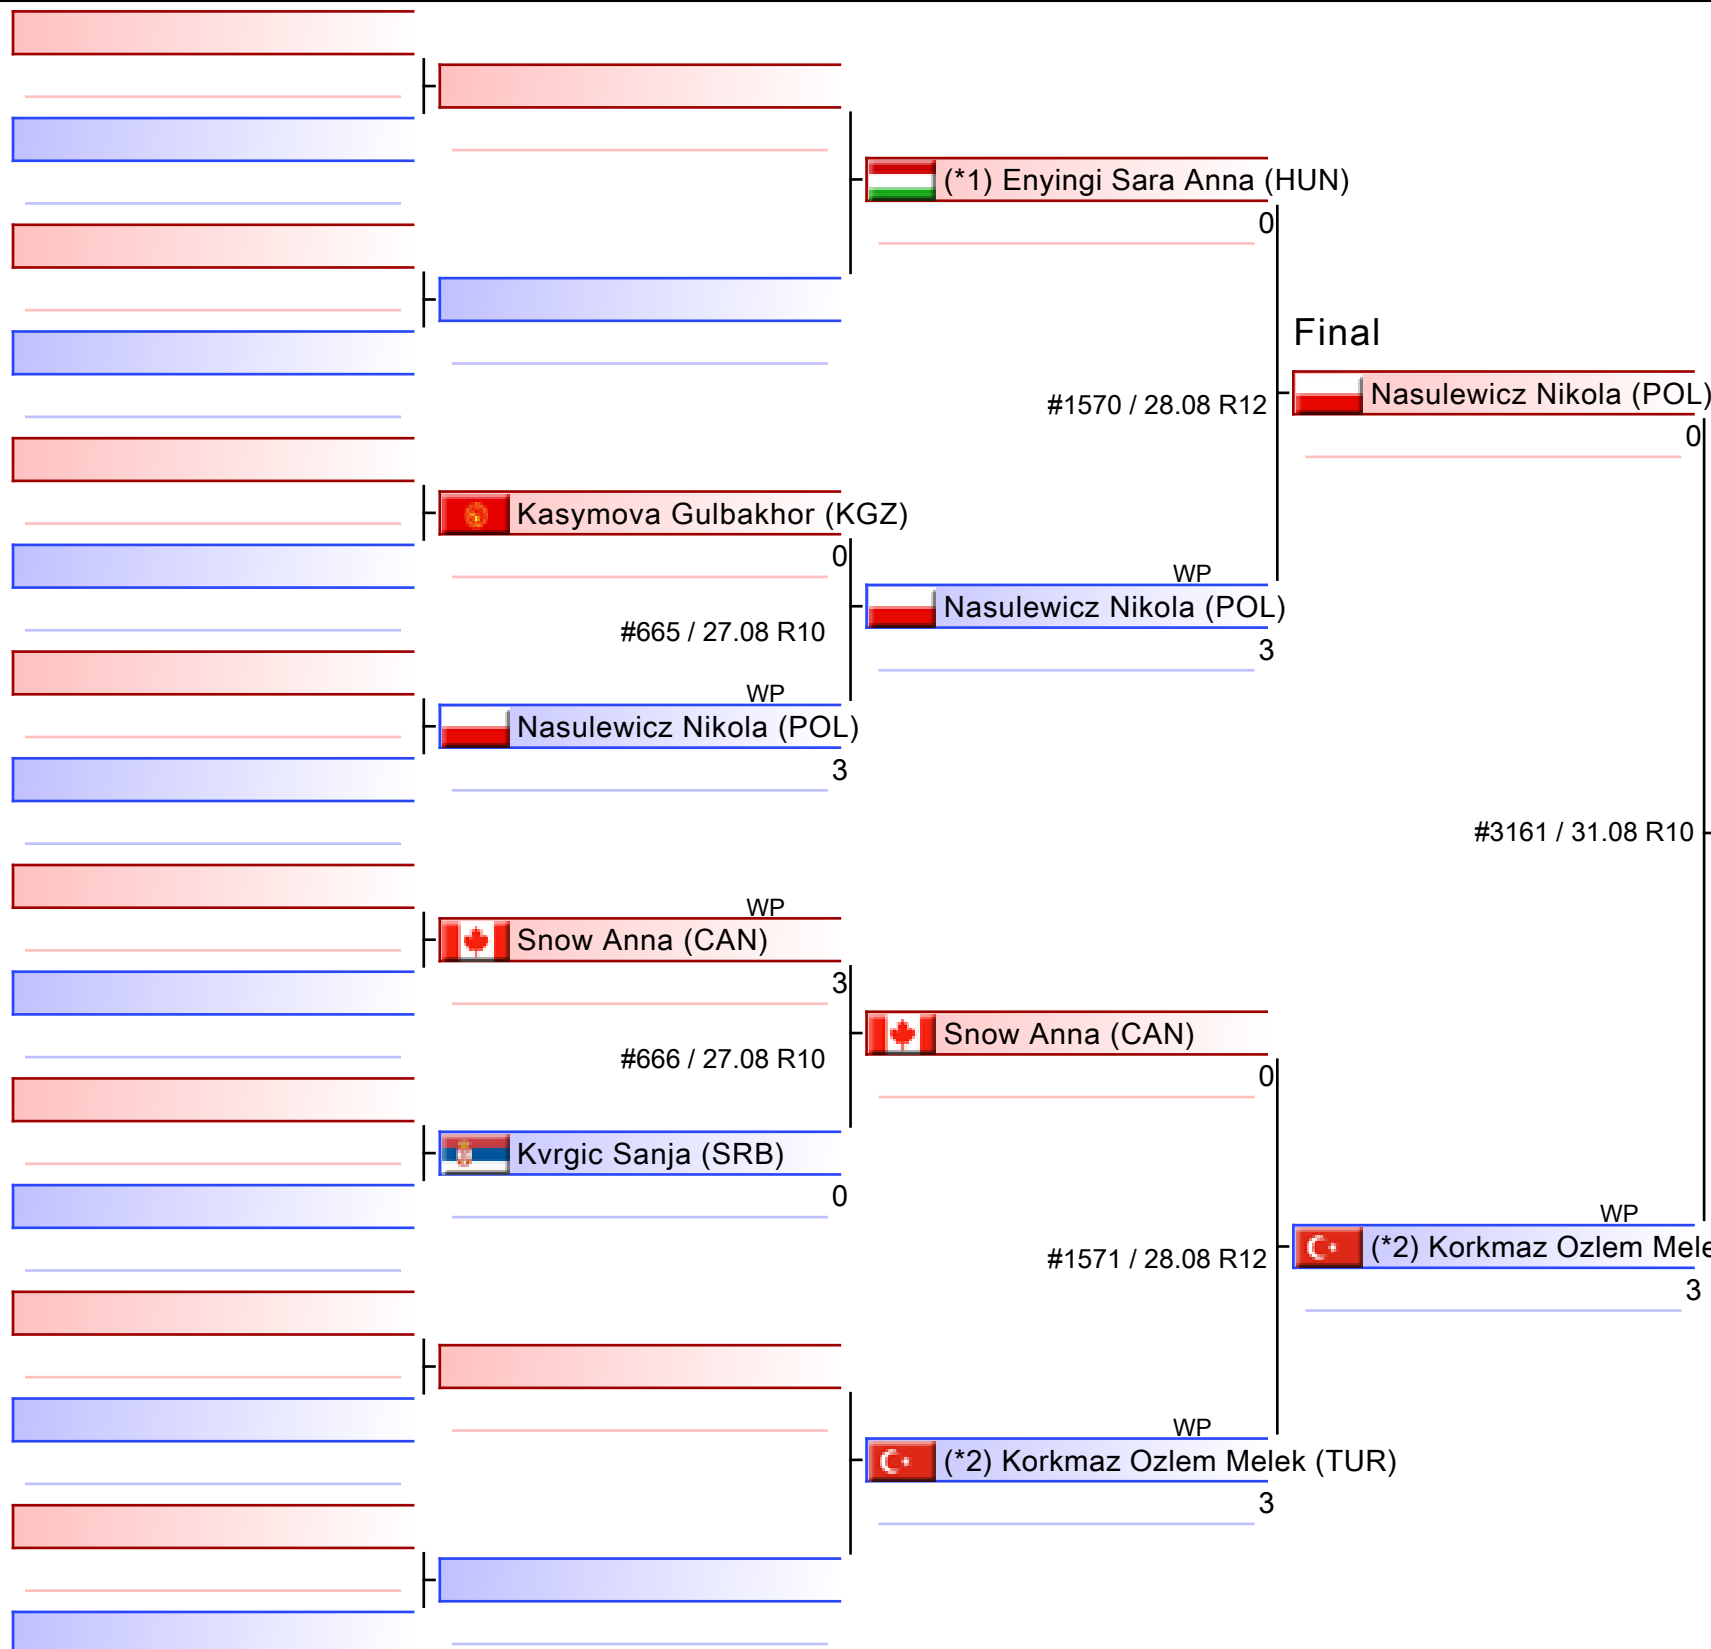 (*1) Enyingi Sara Anna (HUN)
0
Final
#1570 / 28.08 R12
Nasulewicz Nikola (POL)
0
Kasymova Gulbakhor (KGZ)
0
WP
Nasulewicz Nikola (POL)
#665 / 27.08 R10
3
WP
Nasulewicz Nikola (POL)
3
#3161 / 31.08 R10
WP
Snow Anna (CAN)
3
Snow Anna (CAN)
#666 / 27.08 R10
0
Kvrgic Sanja (SRB)
0
WP
#1571 / 28.08 R12
(*2) Korkmaz Ozlem Mele
3
WP
(*2) Korkmaz Ozlem Melek (TUR)
3